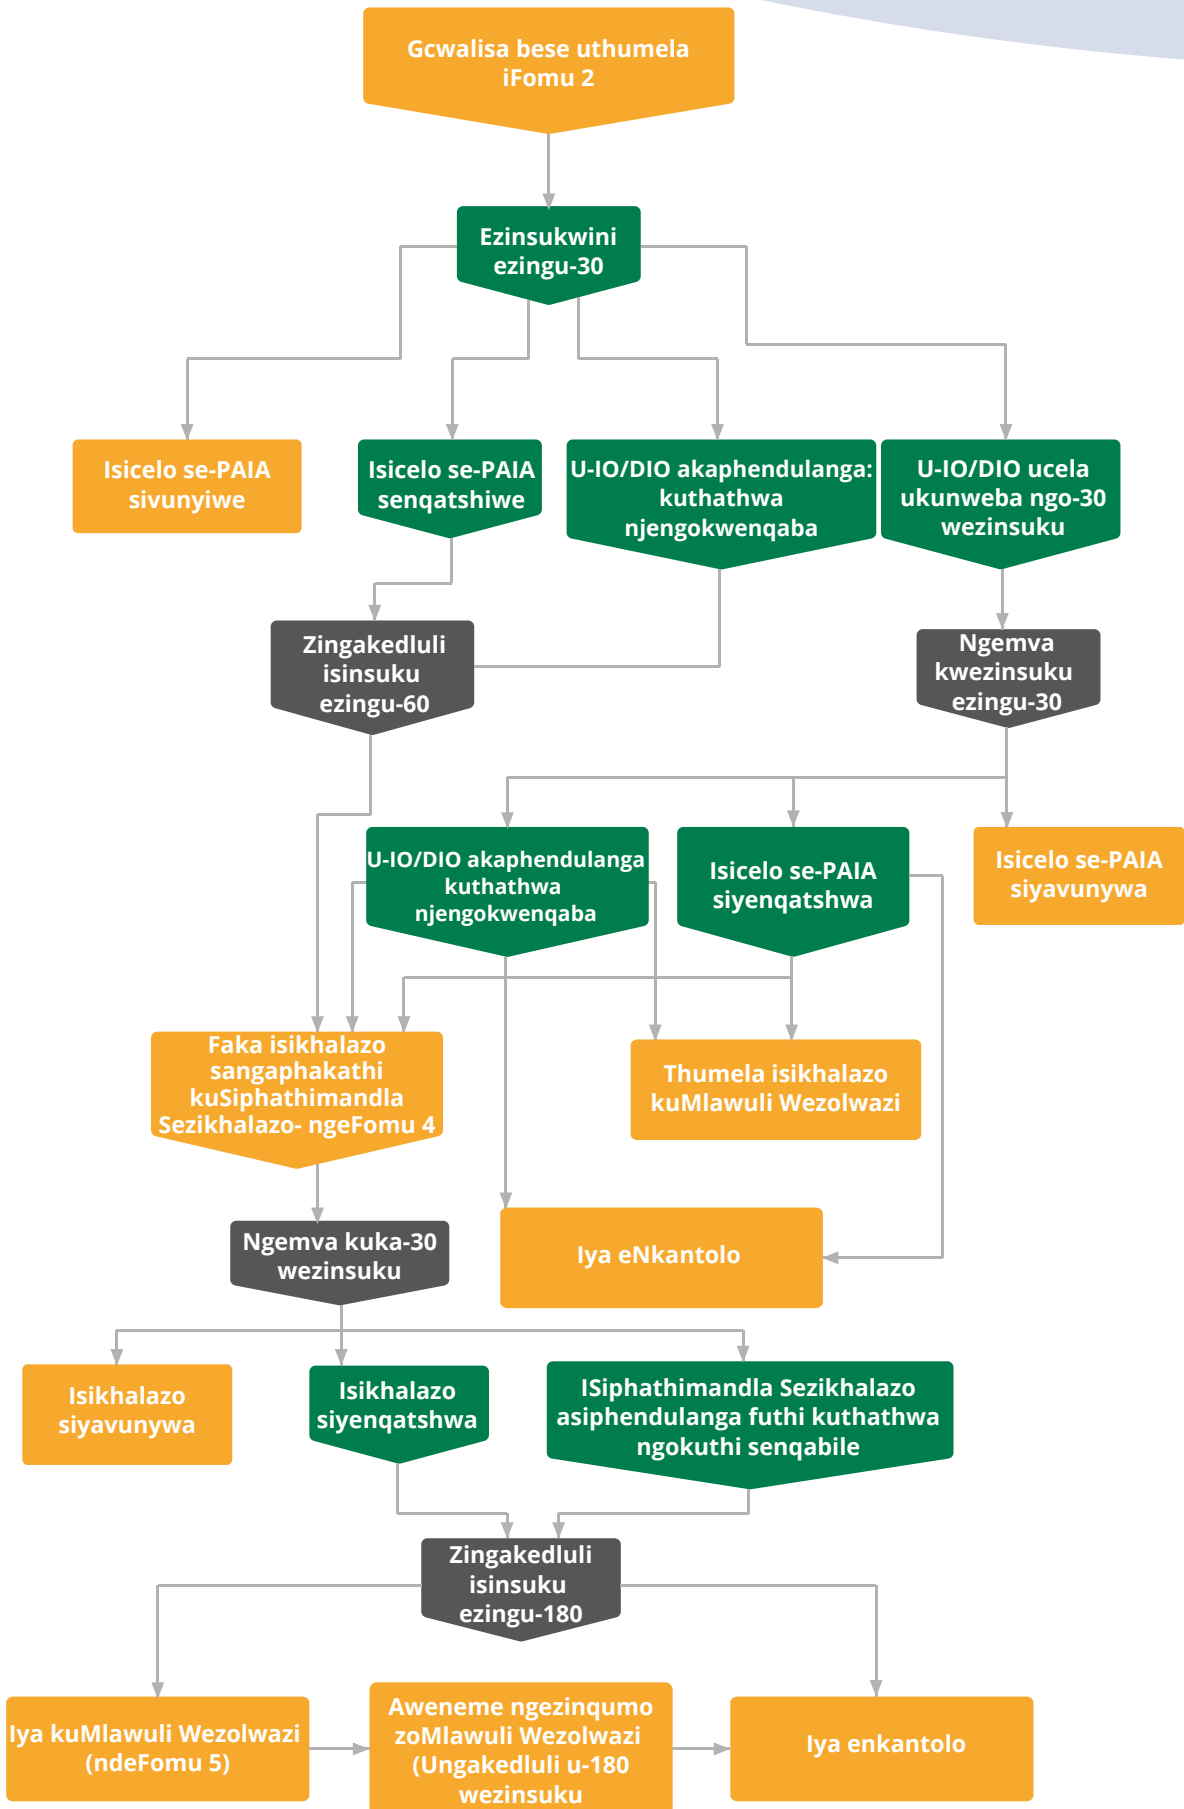 Gcwalisa bese uthumela
iFomu 2
Ezinsukwini
ezingu-30
Isicelo se-PAIA
sivunyiwe
Isicelo se-PAIA
senqatshiwe
U-IO/DIO akaphendulanga:
kuthathwa
njengokwenqaba
U-IO/DIO ucela
ukunweba ngo-30
wezinsuku
Zingakedluli
isinsuku
ezingu-60
Ngemva
kwezinsuku
ezingu-30
U-IO/DIO akaphendulanga
kuthathwa
njengokwenqaba
Isicelo se-PAIA
siyenqatshwa
Isicelo se-PAIA
siyavunywa
Faka isikhalazo
sangaphakathi
kuSiphathimandla
Sezikhalazo- ngeFomu 4
Thumela isikhalazo
kuMlawuli Wezolwazi
Ngemva kuka-30
wezinsuku
Iya eNkantolo
Isikhalazo
siyavunywa
Isikhalazo
siyenqatshwa
ISiphathimandla Sezikhalazo
asiphendulanga futhi kuthathwa
ngokuthi senqabile
Zingakedluli
isinsuku
ezingu-180
Iya kuMlawuli Wezolwazi
(ndeFomu 5)
Aweneme ngezinqumo
zoMlawuli Wezolwazi
(Ungakedluli u-180
wezinsuku
Iya enkantolo